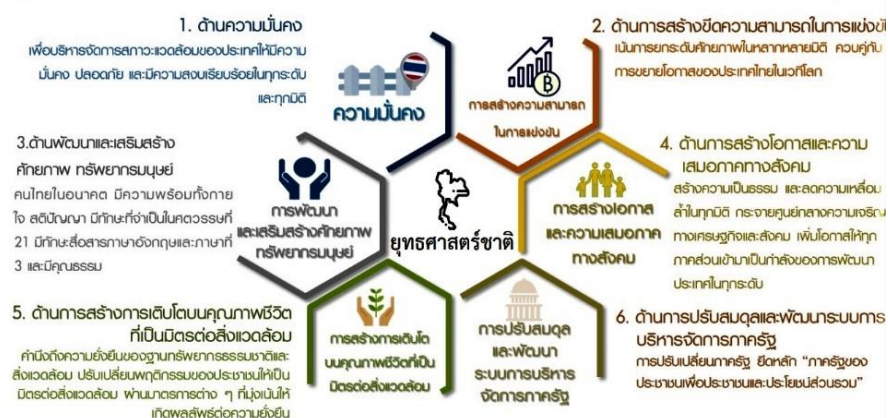 1. ด้านความมั่นคง
เพื่อบริหารจัดการสภาวะแวดล้อมของประเทศให้มีความ
มั่นคง ปลอดภัย และมีความสงบเรียบร้อยในทุกระดับ
และทุกมิติ
ความมั่นคง
2. ด้านการสร้างขีดความสามารถในการแข่งขัน
เน้นการยกระดับศักยภาพในหลากหลายมิติ ควบคู่กับ
การขยายโอกาสของประเทศไทยในเวทีโลก
การสร้างความสามารถ
ในการแข่งขัน
3.ด้านพัฒนาและเสริมสร้าง
ศักยภาพ ทรัพยากรมนุษย์
คนไทยในอนาคต มีความพร้อมทั้งกาย
ใจ สติปัญญา มีทักษะที่จำเป็นในศตวรรษที่
21 มีทักษะสื่อสารภาษาอังกฤษและภาษาที่
3 และมีคุณธรรม
การพัฒนา
และเสริมสร้างศักยภาพ
ทรัพยากรมนุษย์
ยุทธศาสตร์ชาติ
การสร้างโอกาส
และความเสมอภาค
ทางสังคม
4. ด้านการสร้างโอกาสและความ
เสมอภาคทางสังคม
สร้างความเป็นธรรม และลดความเหลื่อม
ล้ำในทุกมิติ กระจายศูนย์กลางความเจริญ
ทางเศรษฐกิจและสังคม เพิ่มโอกาสให้ทุก
ภาคส่วนเข้ามาเป็นกำลังของการพัฒนา
ประเทศในทุกระดับ
5. ด้านการสร้างการเติบโตบนคุณภาพชีวิต
ที่เป็นมิตรต่อสิ่งแวดล้อม
คำนึงถึงความยั่งยืนของฐานทรัพยากรธรรมชาติและ
สิ่งแวดล้อม ปรับเปลี่ยนพฤติกรรมของประชาชนให้เป็น
มิตรต่อสิ่งแวดล้อม ผ่านมาตรการต่าง ๆ ที่มุ่งเน้นให้
เกิดผลลัพธ์ต่อความยั่งยืน
การสร้างการเติบโต
บนคุณภาพชีวิตที่เป็น
มิตรต่อสิ่งแวดล้อม
การปรับสมดุล
และพัฒนา
ระบบการบริหาร
จัดการภาครัฐ
6. ด้านการปรับสมดุลและพัฒนาระบบการ
บริหารจัดการภาครัฐ
การปรับเปลี่ยนภาครัฐ ยึดหลัก "ภาครัฐของ
ประชาชนเพื่อประชาชนและประโยชน์ส่วนรวม"